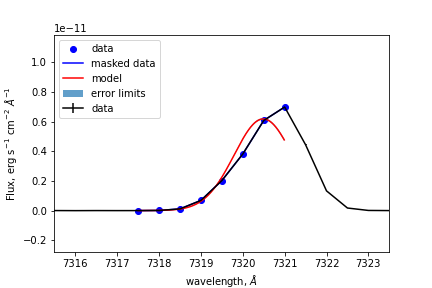 1e−11
data
masked data
model
error limits
data
1.0
0.8
0.6
0.4
0.2
0.0
−0.2
Flux, erg s⁻¹ cm⁻² Å⁻¹
7316 7317 7318 7319 7320 7321 7322 7323
wavelength, Å